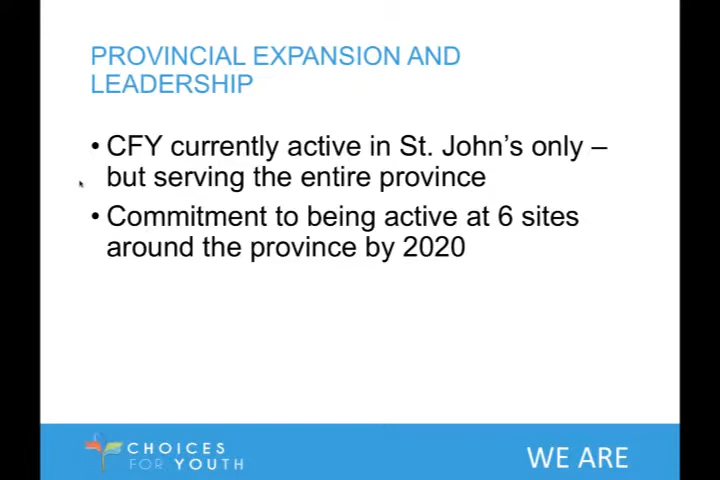 PROVINCIAL EXPANSION AND
LEADERSHIP
• CFY currently active in St. John’s only –
but serving the entire province
• Commitment to being active at 6 sites
around the province by 2020
CHOICES
FOR YOUTH
WE ARE